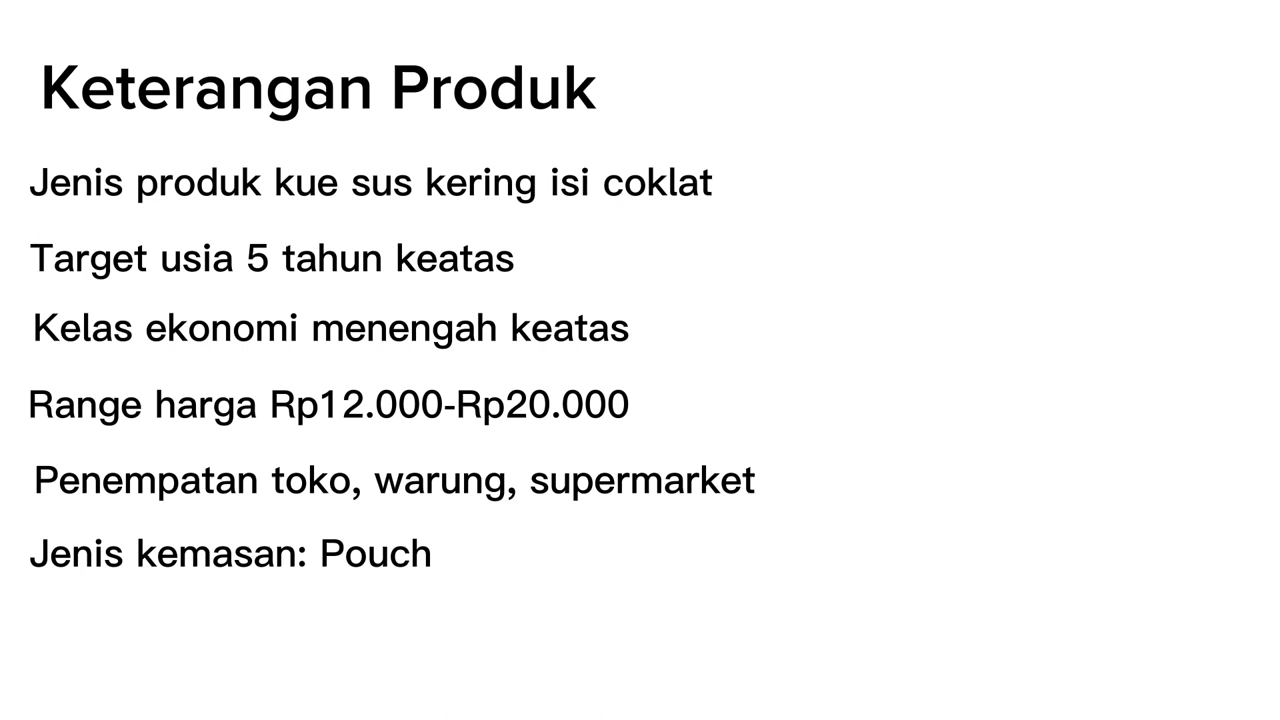 Keterangan Produk
Jenis produk kue sus kering isi coklat
Target usia 5 tahun keatas
Kelas ekonomi menengah keatas
Range harga Rp12.000-Rp20.000
Penempatan toko, warung, supermarket
Jenis kemasan: Pouch